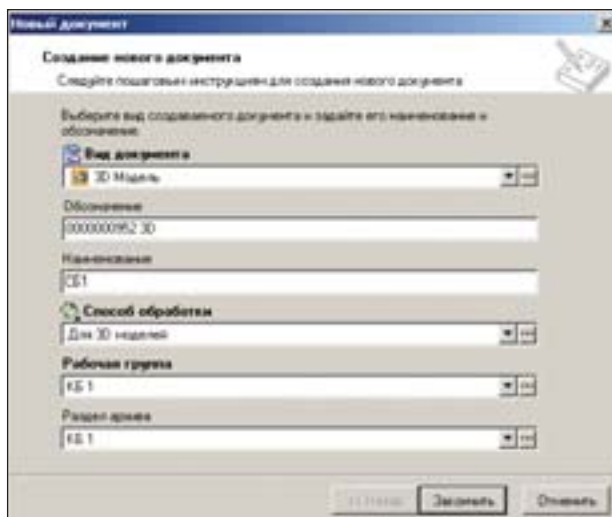 Новый документ
Создание нового документа
Следуйте пошаговым инструкциям для создания нового документа
Выберите вид создаваемого документа и задайте его наименование и
обозначение.
Вид документа
3D Модель
Обозначение
0000000952 3D
Наименование
СБ1
Способ обработки
Для 3D моделей
Рабочая группа
КБ 1
Раздел архива
КБ 1
<< Назад
Закончить
Отменить